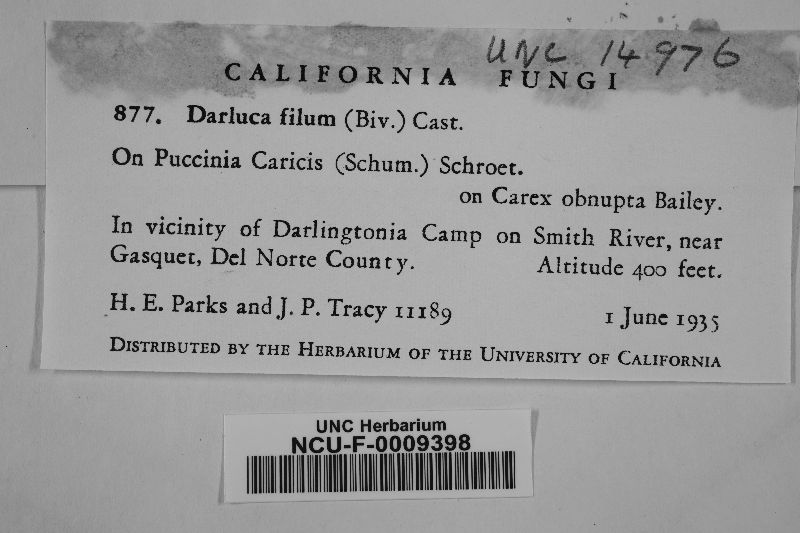 UNC 14976
CALIFORNIA FUNGI
877. Darluca filum (Biv.) Cast.
On Puccinia Caricis (Schum.) Schroet.
on Carex obnupta Bailey.
In vicinity of Darlingtonia Camp on Smith River, near
Gasquet, Del Norte County. Altitude 400 feet.
H. E. Parks and J. P. Tracy 11189 1 June 1935
DISTRIBUTED BY THE HERBARIUM OF THE UNIVERSITY OF CALIFORNIA
UNC Herbarium
NCU-F-0009398